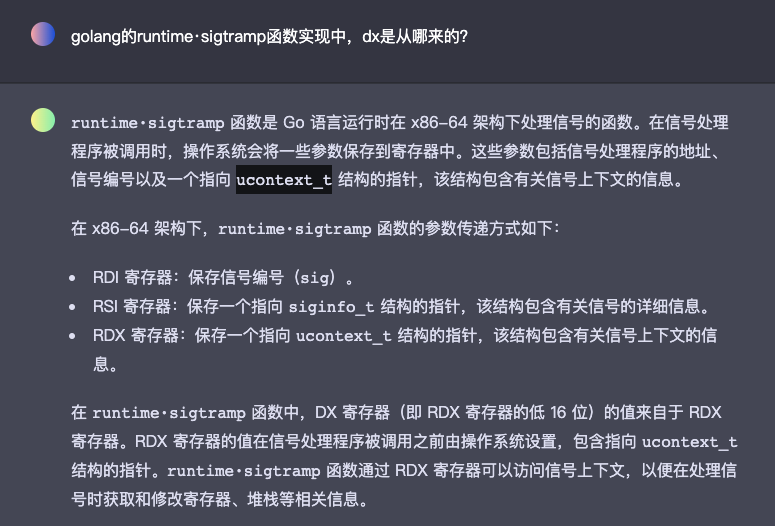 golang的runtime·sigtramp函数实现中，dx是从哪来的？
runtime·sigtramp 函数是 Go 语言运行时在 x86-64 架构下处理信号的函数。在信号处理
程序被调用时，操作系统会将一些参数保存到寄存器中。这些参数包括信号处理程序的地址、
信号编号以及一个指向 ucontext_t 结构的指针，该结构包含有关信号上下文的信息。
在 x86-64 架构下，runtime·sigtramp 函数的参数传递方式如下：
• RDI 寄存器：保存信号编号（sig）。
• RSI 寄存器：保存一个指向 siginfo_t 结构的指针，该结构包含有关信号的详细信息。
• RDX 寄存器：保存一个指向 ucontext_t 结构的指针，该结构包含有关信号上下文的信
息。
在 runtime·sigtramp 函数中，DX 寄存器（即 RDX 寄存器的低 16 位）的值来自于 RDX
寄存器。RDX 寄存器的值在信号处理程序被调用之前由操作系统设置，包含指向 ucontext_t
结构的指针。runtime·sigtramp 函数通过 RDX 寄存器可以访问信号上下文，以便在处理信
号时获取和修改寄存器、堆栈等相关信息。